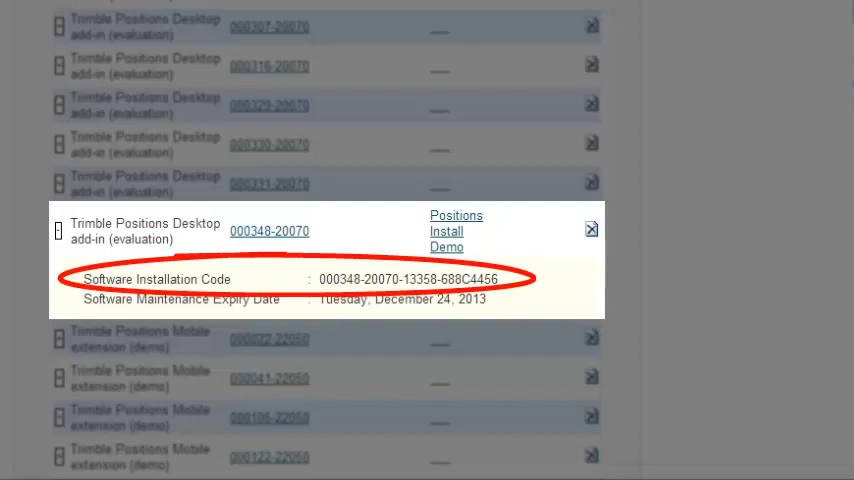 Trimble Positions Desktop
add-in (evaluation)
000307-20070
Trimble Positions Desktop
add-in (evaluation)
000316-20070
Trimble Positions Desktop
add-in (evaluation)
000329-20070
Trimble Positions Desktop
add-in (evaluation)
000330-20070
Trimble Positions Desktop
add-in (evaluation)
000331-20070
Trimble Positions Desktop
add-in (evaluation)
000348-20070
Positions
Install
Demo
Software Installation Code : 000348-20070-13358-688C4456
Software Maintenance Expiry Date : Tuesday, December 24, 2013
Trimble Positions Mobile
extension (demo)
000022-22050
Trimble Positions Mobile
extension (demo)
000041-22050
Trimble Positions Mobile
extension (demo)
000105-22050
Trimble Positions Mobile
extension (demo)
000122-22050